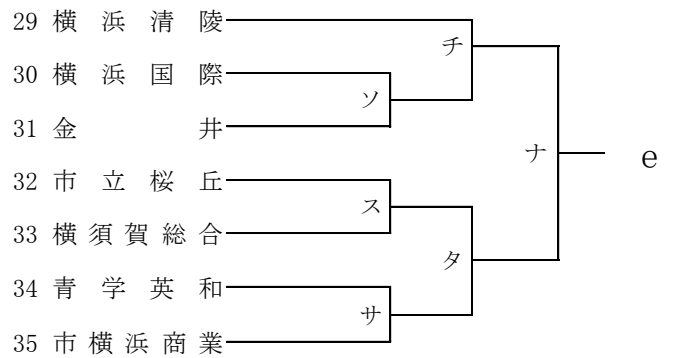 29 横浜清陵
チ
30 横浜国際
ソ
31 金井
ナ e
32 市立桜丘
ス
33 横須賀総合
タ
34 青学英和
サ
35 市横浜商業